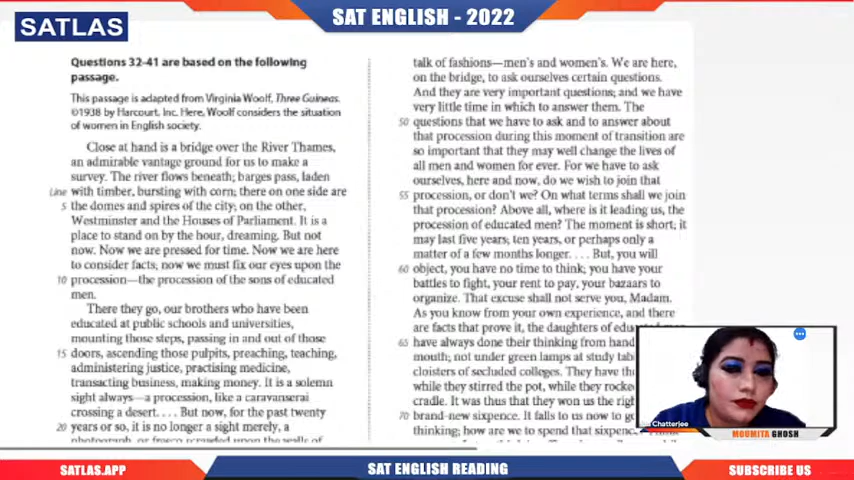 SATLAS
SAT ENGLISH - 2022
Questions 32-41 are based on the following
passage.
This passage is adapted from Virginia Woolf, Three Guineas.
©1938 by Harcourt, Inc. Here, Woolf considers the situation
of women in English society.
Close at hand is a bridge over the River Thames,
an admirable vantage ground for us to make a
survey. The river flows beneath; barges pass, laden
Line with timber, bursting with corn; there on one side are
5 the domes and spires of the city; on the other,
Westminster and the Houses of Parliament. It is a
place to stand on by the hour, dreaming. But not
now. Now we are pressed for time. Now we are here
to consider facts; now we must fix our eyes upon the
10 procession—the procession of the sons of educated
men.
There they go, our brothers who have been
educated at public schools and universities,
mounting those steps, passing in and out of those
15 doors, ascending those pulpits, preaching, teaching,
administering justice, practising medicine,
transacting business, making money. It is a solemn
sight always—a procession, like a caravanserai
crossing a desert. . . . But now, for the past twenty
20 years or so, it is no longer a sight merely, a
photograph, or fresco scrawled upon the walls of
talk of fashions—men's and women's. We are here,
on the bridge, to ask ourselves certain questions.
And they are very important questions; and we have
very little time in which to answer them. The
50 questions that we have to ask and to answer about
that procession during this moment of transition are
so important that they may well change the lives of
all men and women for ever. For we have to ask
ourselves, here and now, do we wish to join that
55 procession, or don't we? On what terms shall we join
that procession? Above all, where is it leading us, the
procession of educated men? The moment is short; it
may last five years; ten years, or perhaps only a
matter of a few months longer. . . . But, you will
60 object, you have no time to think; you have your
battles to fight, your rent to pay, your bazaars to
organize. That excuse shall not serve you, Madam.
As you know from your own experience, and there
are facts that prove it, the daughters of
65 have always done their thinking from hand
mouth; not under green lamps at study
cloisters of secluded colleges. They have
while they stirred the pot, while they
cradle. It was thus that they won us the
70 brand-new sixpence. It falls to us now to
thinking; how are we to spend that
Chatterjee
MOUMITA GHOSH
SATLAS.APP
SAT ENGLISH READING
SUBSCRIBE US